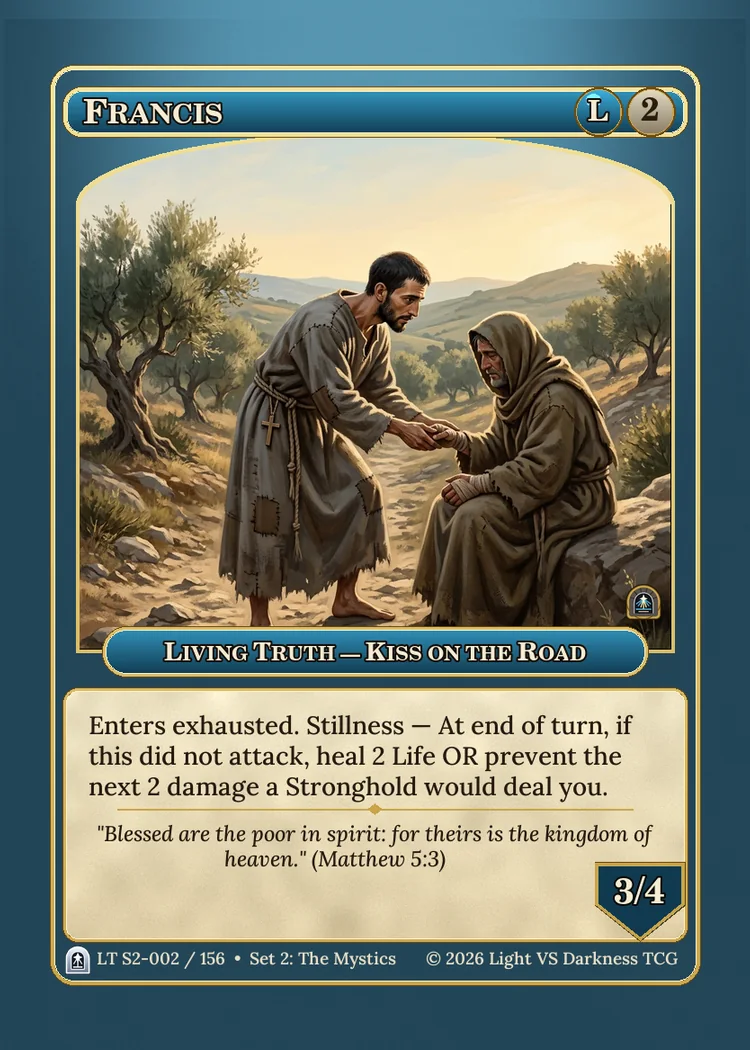 Francis
L 2
Living Truth — Kiss on the Road
Enters exhausted. Stillness — At end of turn, if
this did not attack, heal 2 Life OR prevent the
next 2 damage a Stronghold would deal you.
"Blessed are the poor in spirit: for theirs is the kingdom of
heaven." (Matthew 5:3)
3/4
LT S2-002 / 156 • Set 2: The Mystics © 2026 Light VS Darkness TCG